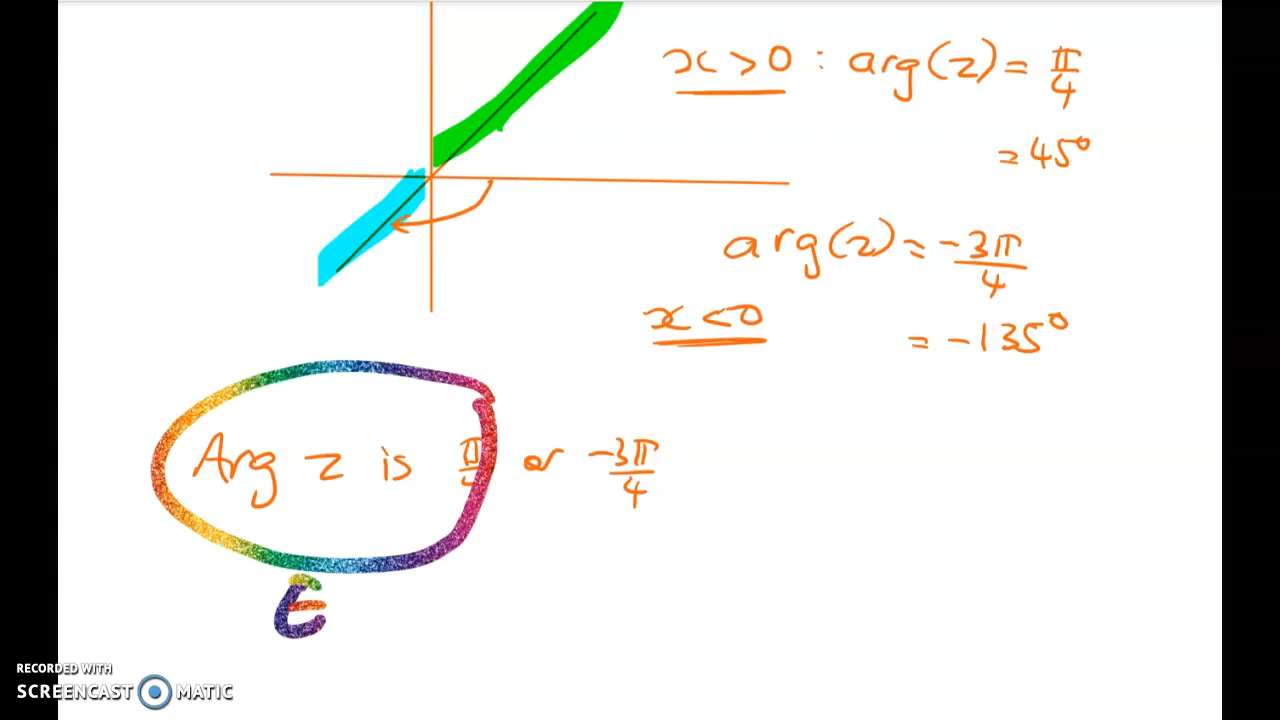 x > 0 : arg(z) = π/4
= 45°
arg(z) = -3π/4
x < 0
= -135°
Arg z is π/4 or -3π/4
E
RECORDED WITH
SCREENCAST MATIC